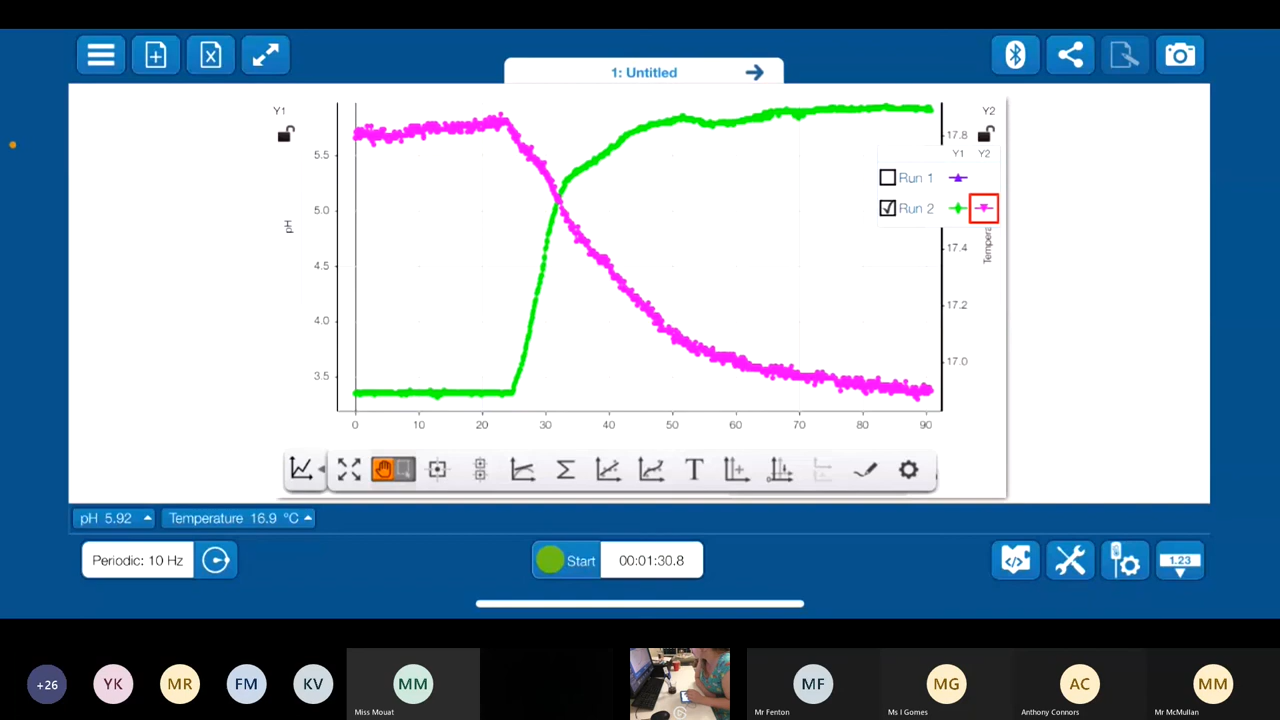 1: Untitled
Y1
Y2
17.8
Y1 Y2
5.5
Run 1
5.0
Run 2
pH
17.4
Tempera
4.5
17.2
4.0
17.0
3.5
0 10 20 30 40 50 60 70 80 90
Σ T
pH 5.92 Temperature 16.9 °C
Periodic: 10 Hz
Start 00:01:30.8
1.23
+26 YK MR FM KV MM MF MG AC MM
Miss Mouat Mr Fenton Ms I Gomes Anthony Connors Mr McMullan